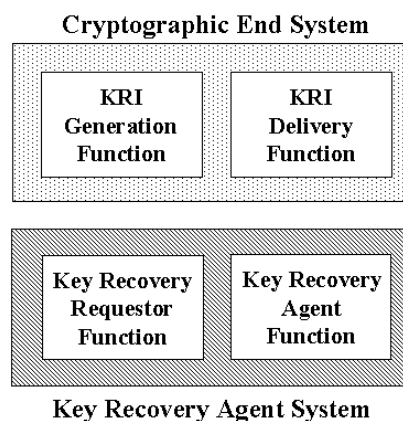 Cryptographic End System
KRI
Generation
Function
KRI
Delivery
Function
Key Recovery
Requestor
Function
Key Recovery
Agent
Function
Key Recovery Agent System